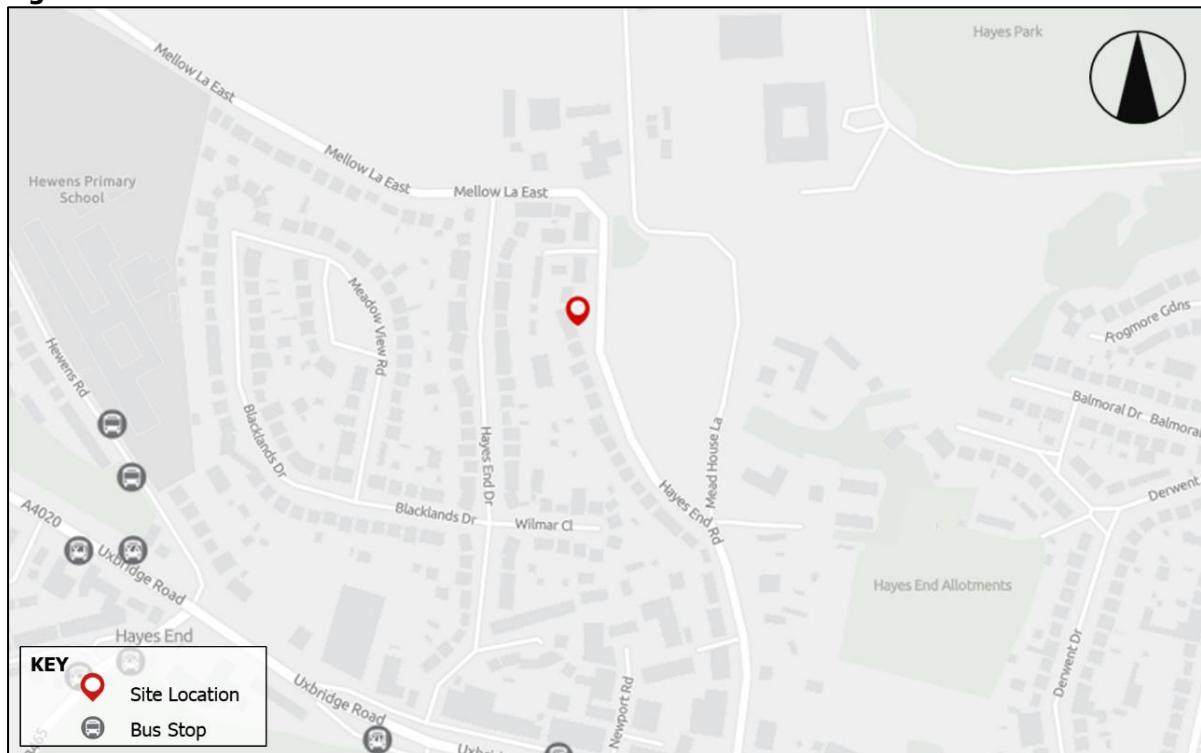 Mellow La East
Hayes Park
Mellow La East
Mellow La East
Hewens Primary
School
Meadow View Rd
Frogmore Gdns
Hewens Rd
Balmoral Dr
Balmoral
Blacklands Dr
Hayes End Dr
Mead House La
Hayes End Rd
Derwent
Blacklands Dr
Wilmar Cl
A4020
Uxbridge Road
Hayes End Allotments
Hayes End
Derwent Dr
KEY
Site Location
Bus Stop
Uxbridge Road
Newport Rd